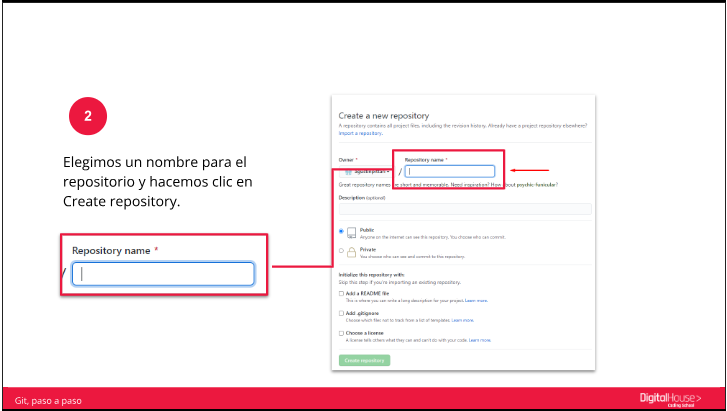 2
Elegimos un nombre para el
repositorio y hacemos clic en
Create repository.
Repository name *
/
Create a new repository
A repository contains all project files, including the revision history. Already have a project repository elsewhere?
Import a repository.
Owner * Repository name *
/
Great repository names are short and memorable. Need inspiration? How about psychic-funicular?
Description (optional)
Public
Anyone on the internet can see this repository. You choose who can commit.
Private
You choose who can see and commit to this repository.
Initialize this repository with:
Skip this step if you're importing an existing repository.
Add a README file
This is where you can write a long description for your project. Learn more.
Add .gitignore
Choose which files not to track from a list of templates. Learn more.
Choose a license
A license tells others what they can and can't do with your code. Learn more.
Create repository
Git, paso a paso
DigitalHouse>
Coding School